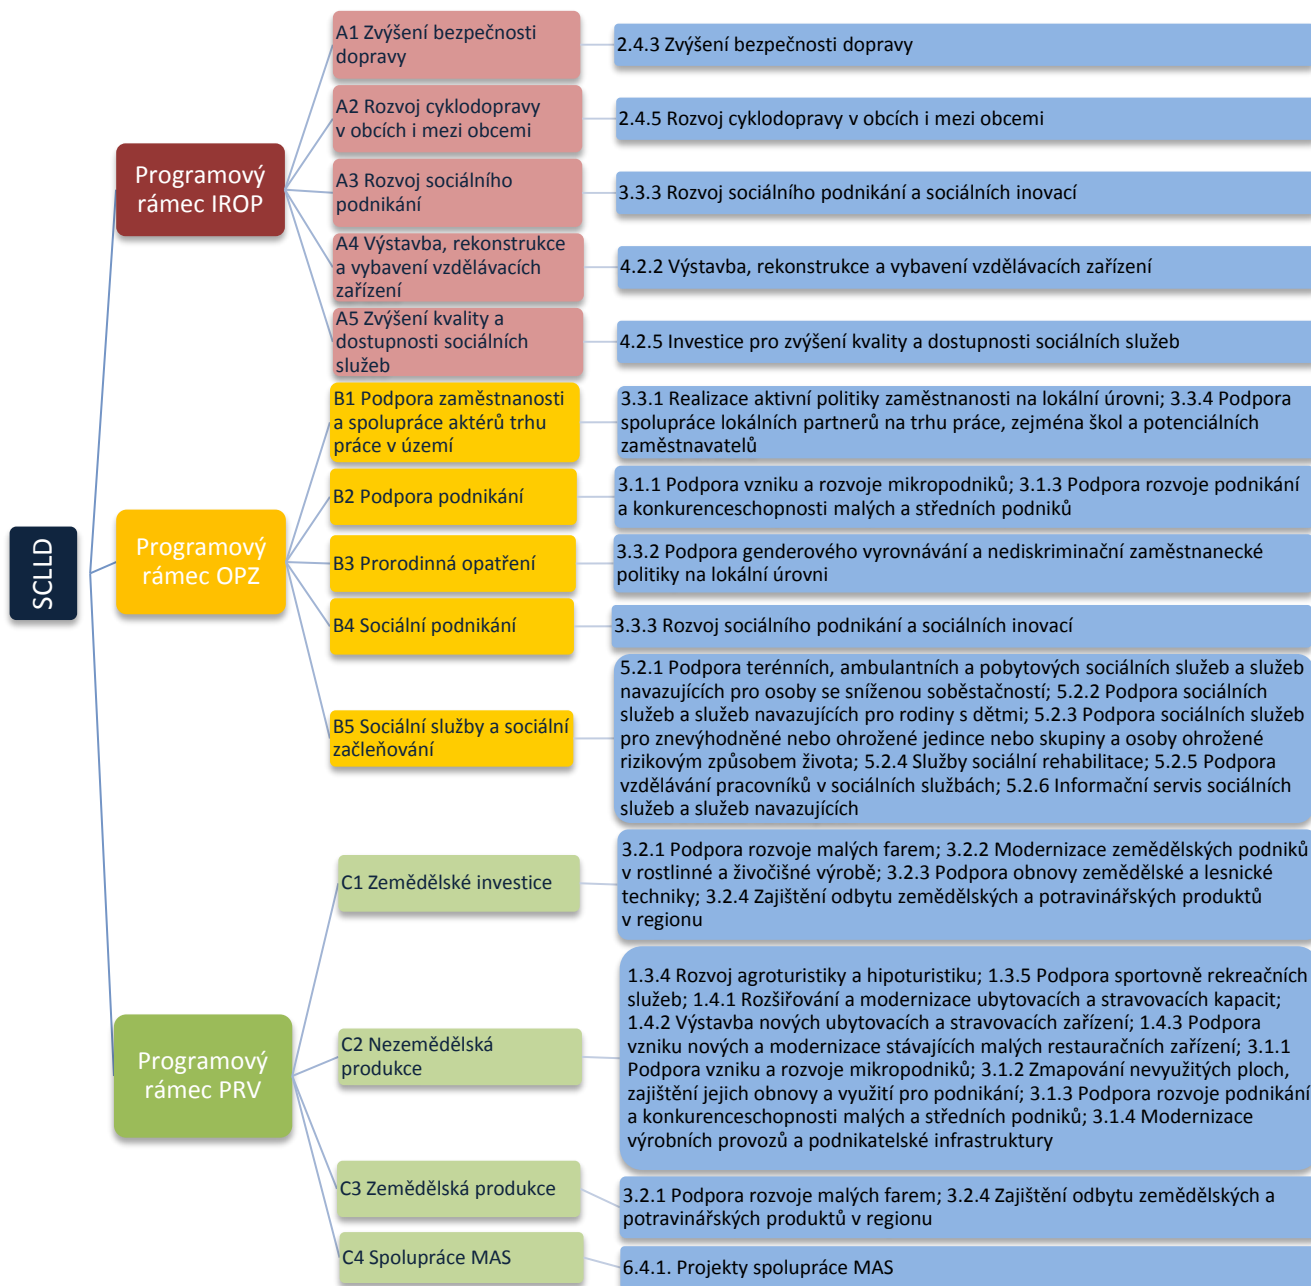 SCLLD
Programový
rámec IROP
A1 Zvýšení bezpečnosti
dopravy
2.4.3 Zvýšení bezpečnosti dopravy
A2 Rozvoj cyklodopravy
v obcích i mezi obcemi
2.4.5 Rozvoj cyklodopravy v obcích i mezi obcemi
A3 Rozvoj sociálního
podnikání
3.3.3 Rozvoj sociálního podnikání a sociálních inovací
A4 Výstavba, rekonstrukce
a vybavení vzdělávacích
zařízení
4.2.2 Výstavba, rekonstrukce a vybavení vzdělávacích zařízení
A5 Zvýšení kvality a
dostupnosti sociálních
služeb
4.2.5 Investice pro zvýšení kvality a dostupnosti sociálních služeb
Programový
rámec OPZ
B1 Podpora zaměstnanosti
a spolupráce aktérů trhu
práce v území
3.3.1 Realizace aktivní politiky zaměstnanosti na lokální úrovni; 3.3.4 Podpora
spolupráce lokálních partnerů na trhu práce, zejména škol a potenciálních
zaměstnavatelů
B2 Podpora podnikání
3.1.1 Podpora vzniku a rozvoje mikropodniků; 3.1.3 Podpora rozvoje podnikání
a konkurenceschopnosti malých a středních podniků
B3 Prorodinná opatření
3.3.2 Podpora genderového vyrovnávání a nediskriminační zaměstnanecké
politiky na lokální úrovni
B4 Sociální podnikání
3.3.3 Rozvoj sociálního podnikání a sociálních inovací
B5 Sociální služby a sociální
začleňování
5.2.1 Podpora terénních, ambulantních a pobytových sociálních služeb a služeb
navazujících pro osoby se sníženou soběstačností; 5.2.2 Podpora sociálních
služeb a služeb navazujících pro rodiny s dětmi; 5.2.3 Podpora sociálních služeb
pro znevýhodněné nebo ohrožené jedince nebo skupiny a osoby ohrožené
rizikovým způsobem života; 5.2.4 Služby sociální rehabilitace; 5.2.5 Podpora
vzdělávání pracovníků v sociálních službách; 5.2.6 Informační servis sociálních
služeb a služeb navazujících
Programový
rámec PRV
C1 Zemědělské investice
3.2.1 Podpora rozvoje malých farem; 3.2.2 Modernizace zemědělských podniků
v rostlinné a živočišné výrobě; 3.2.3 Podpora obnovy zemědělské a lesnické
techniky; 3.2.4 Zajištění odbytu zemědělských a potravinářských produktů
v regionu
C2 Nezemědělská
produkce
1.3.4 Rozvoj agroturistiky a hipoturistiku; 1.3.5 Podpora sportovně rekreačních
služeb; 1.4.1 Rozšiřování a modernizace ubytovacích a stravovacích kapacit;
1.4.2 Výstavba nových ubytovacích a stravovacích zařízení; 1.4.3 Podpora
vzniku nových a modernizace stávajících malých restauračních zařízení; 3.1.1
Podpora vzniku a rozvoje mikropodniků; 3.1.2 Zmapování nevyužitých ploch,
zajištění jejich obnovy a využití pro podnikání; 3.1.3 Podpora rozvoje podnikání
a konkurenceschopnosti malých a středních podniků; 3.1.4 Modernizace
výrobních provozů a podnikatelské infrastruktury
C3 Zemědělská produkce
3.2.1 Podpora rozvoje malých farem; 3.2.4 Zajištění odbytu zemědělských a
potravinářských produktů v regionu
C4 Spolupráce MAS
6.4.1. Projekty spolupráce MAS